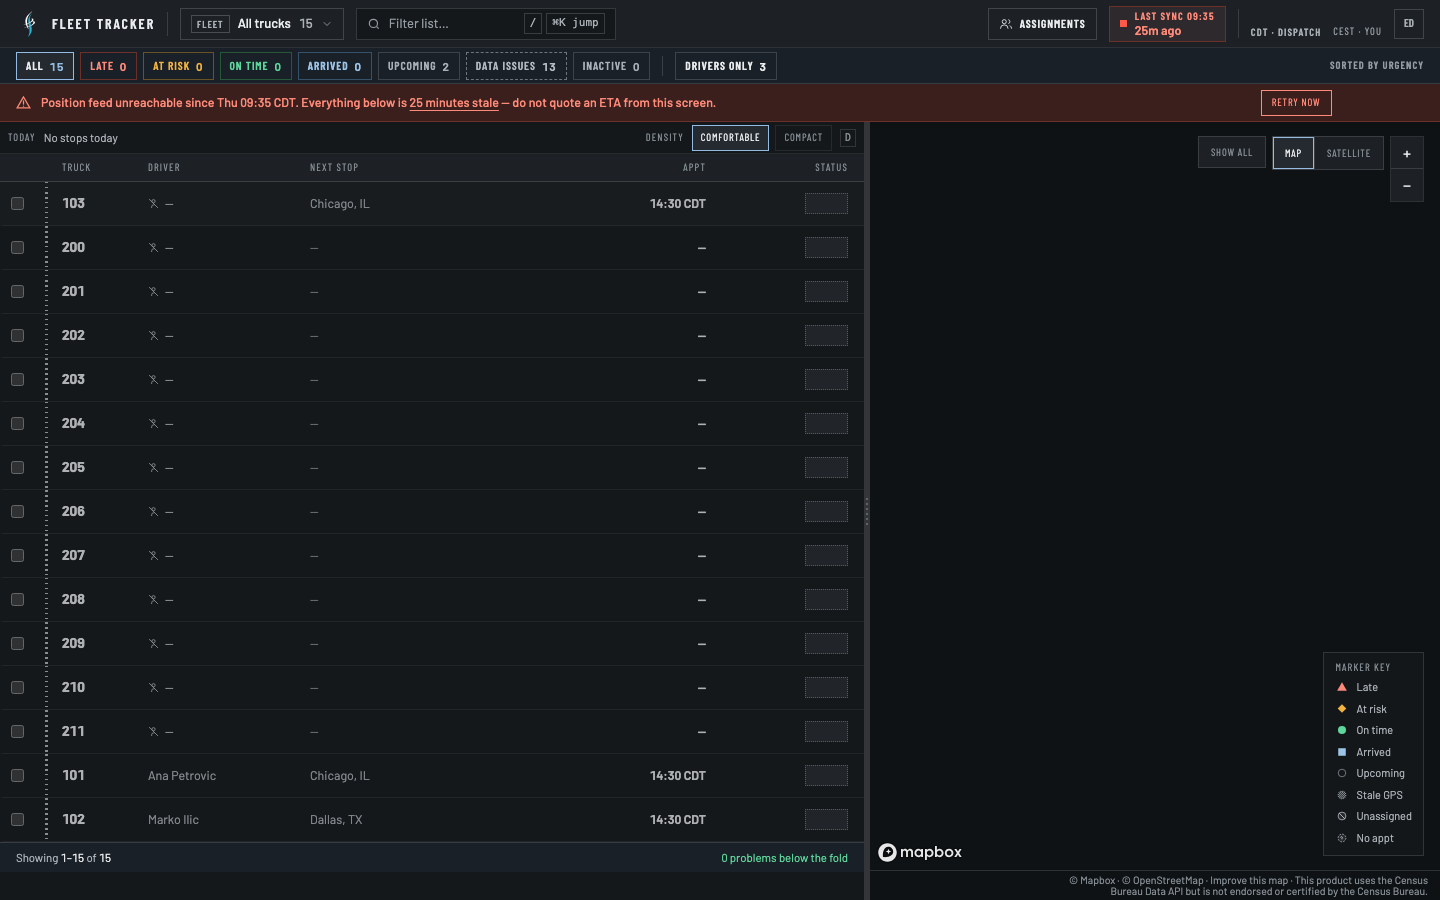 FLEET TRACKER
FLEET All trucks 15
Filter list... / ⌘K jump
ASSIGNMENTS
LAST SYNC 09:35
25m ago
CDT · DISPATCH CEST · YOU
ED
ALL 15 LATE 0 AT RISK 0 ON TIME 0 ARRIVED 0 UPCOMING 2 DATA ISSUES 13 INACTIVE 0 DRIVERS ONLY 3 SORTED BY URGENCY
Position feed unreachable since Thu 09:35 CDT. Everything below is 25 minutes stale — do not quote an ETA from this screen. RETRY NOW
TODAY No stops today DENSITY COMFORTABLE COMPACT D
TRUCK DRIVER NEXT STOP APPT STATUS
103 — Chicago, IL 14:30 CDT
200 — — —
201 — — —
202 — — —
203 — — —
204 — — —
205 — — —
206 — — —
207 — — —
208 — — —
209 — — —
210 — — —
211 — — —
101 Ana Petrovic Chicago, IL 14:30 CDT
102 Marko Ilic Dallas, TX 14:30 CDT
Showing 1–15 of 15 0 problems below the fold
SHOW ALL MAP SATELLITE +
−
MARKER KEY
Late
At risk
On time
Arrived
Upcoming
Stale GPS
Unassigned
No appt
mapbox
© Mapbox · © OpenStreetMap · Improve this map · This product uses the Census
Bureau Data API but is not endorsed or certified by the Census Bureau.